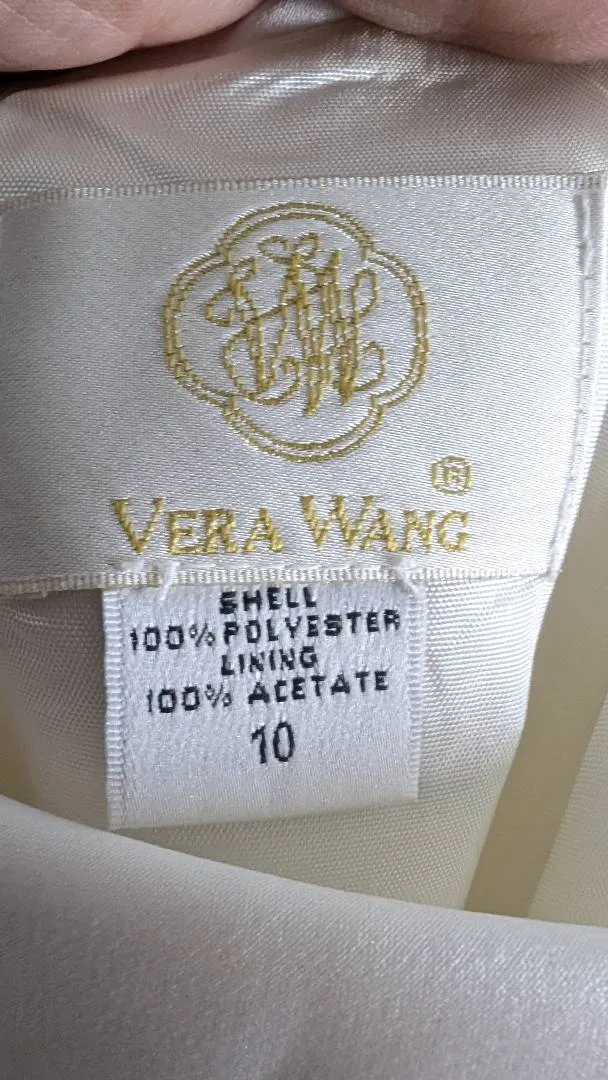 VERA WANG ®
SHELL
100% POLYESTER
LINING
100% ACETATE
10